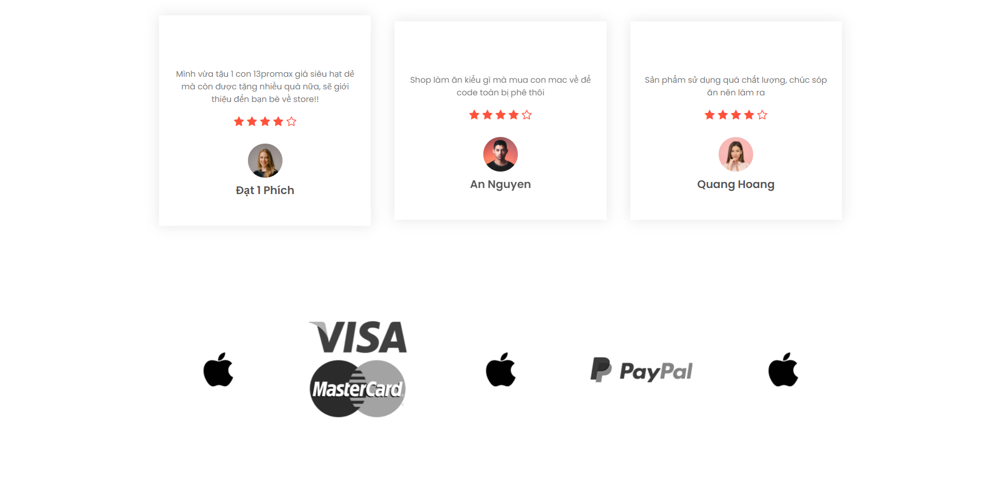 Mình vừa tậu 1 con 13promax giá siêu hạt dẻ
mà còn được tặng nhiều quà nữa, sẽ giới
thiệu đến bạn bè về store!!
Đạt 1 Phích
Shop làm ăn kiểu gì mà mua con mac về để
code toàn bị phê thôi
An Nguyen
Sản phẩm sử dụng quá chất lượng, chúc sóp
ăn nên làm ra
Quang Hoang
VISA
MasterCard
PayPal